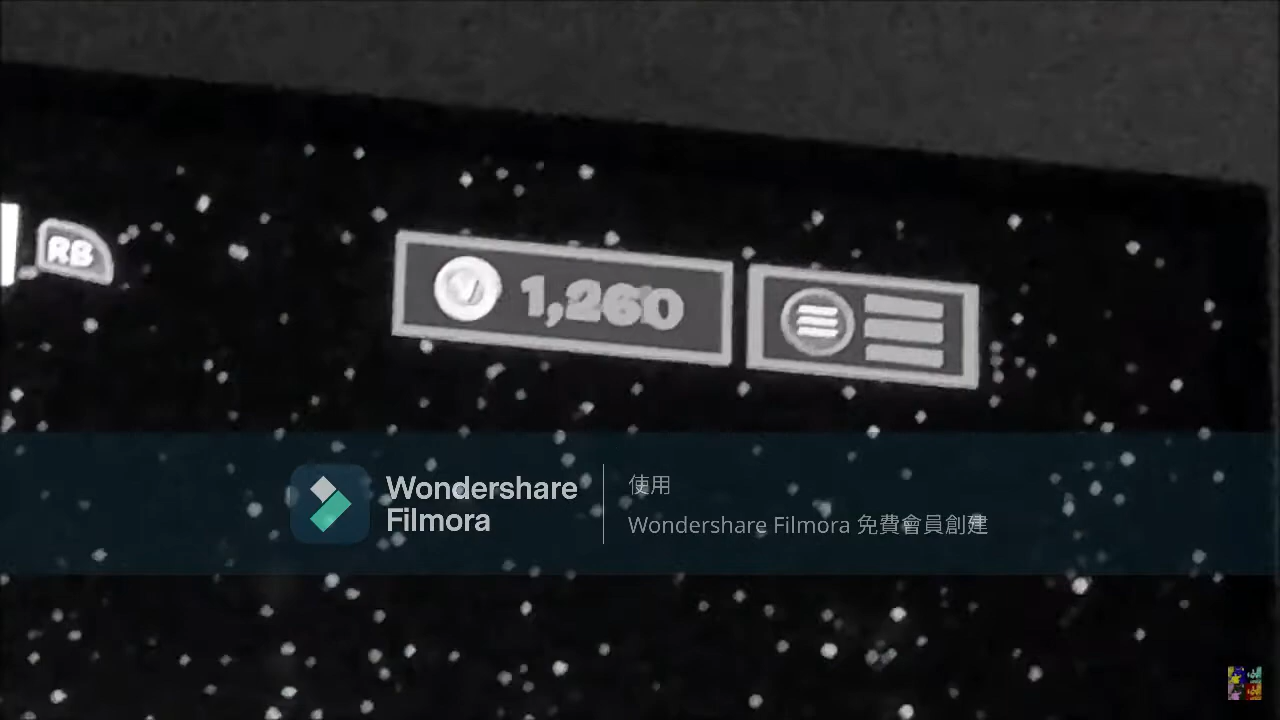 RB
1,260
Wondershare
Filmora
使用
Wondershare Filmora 免費會員創建